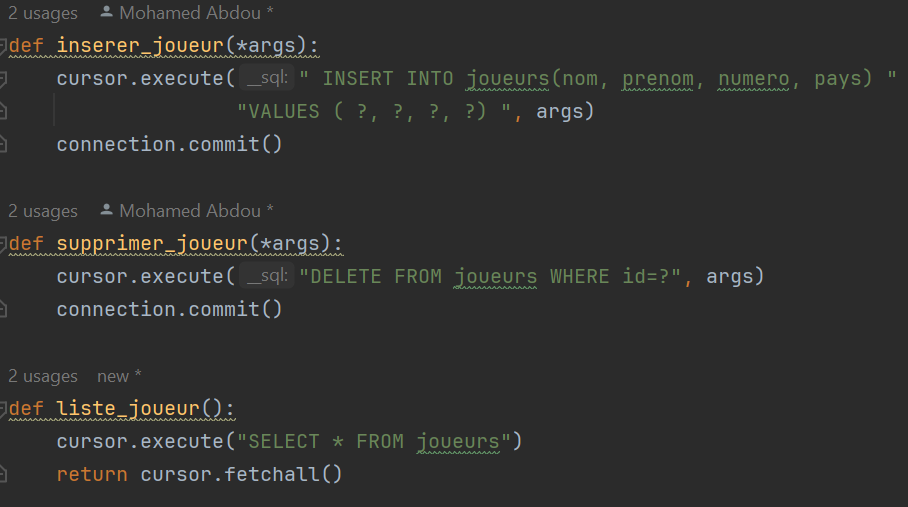 2 usages Mohamed Abdou *
def inserer_joueur(*args):
cursor.execute( __sql: " INSERT INTO joueurs(nom, prenom, numero, pays) "
"VALUES ( ?, ?, ?, ?) ", args)
connection.commit()
2 usages Mohamed Abdou *
def supprimer_joueur(*args):
cursor.execute( __sql: "DELETE FROM joueurs WHERE id=?", args)
connection.commit()
2 usages new *
def liste_joueur():
cursor.execute("SELECT * FROM joueurs")
return cursor.fetchall()